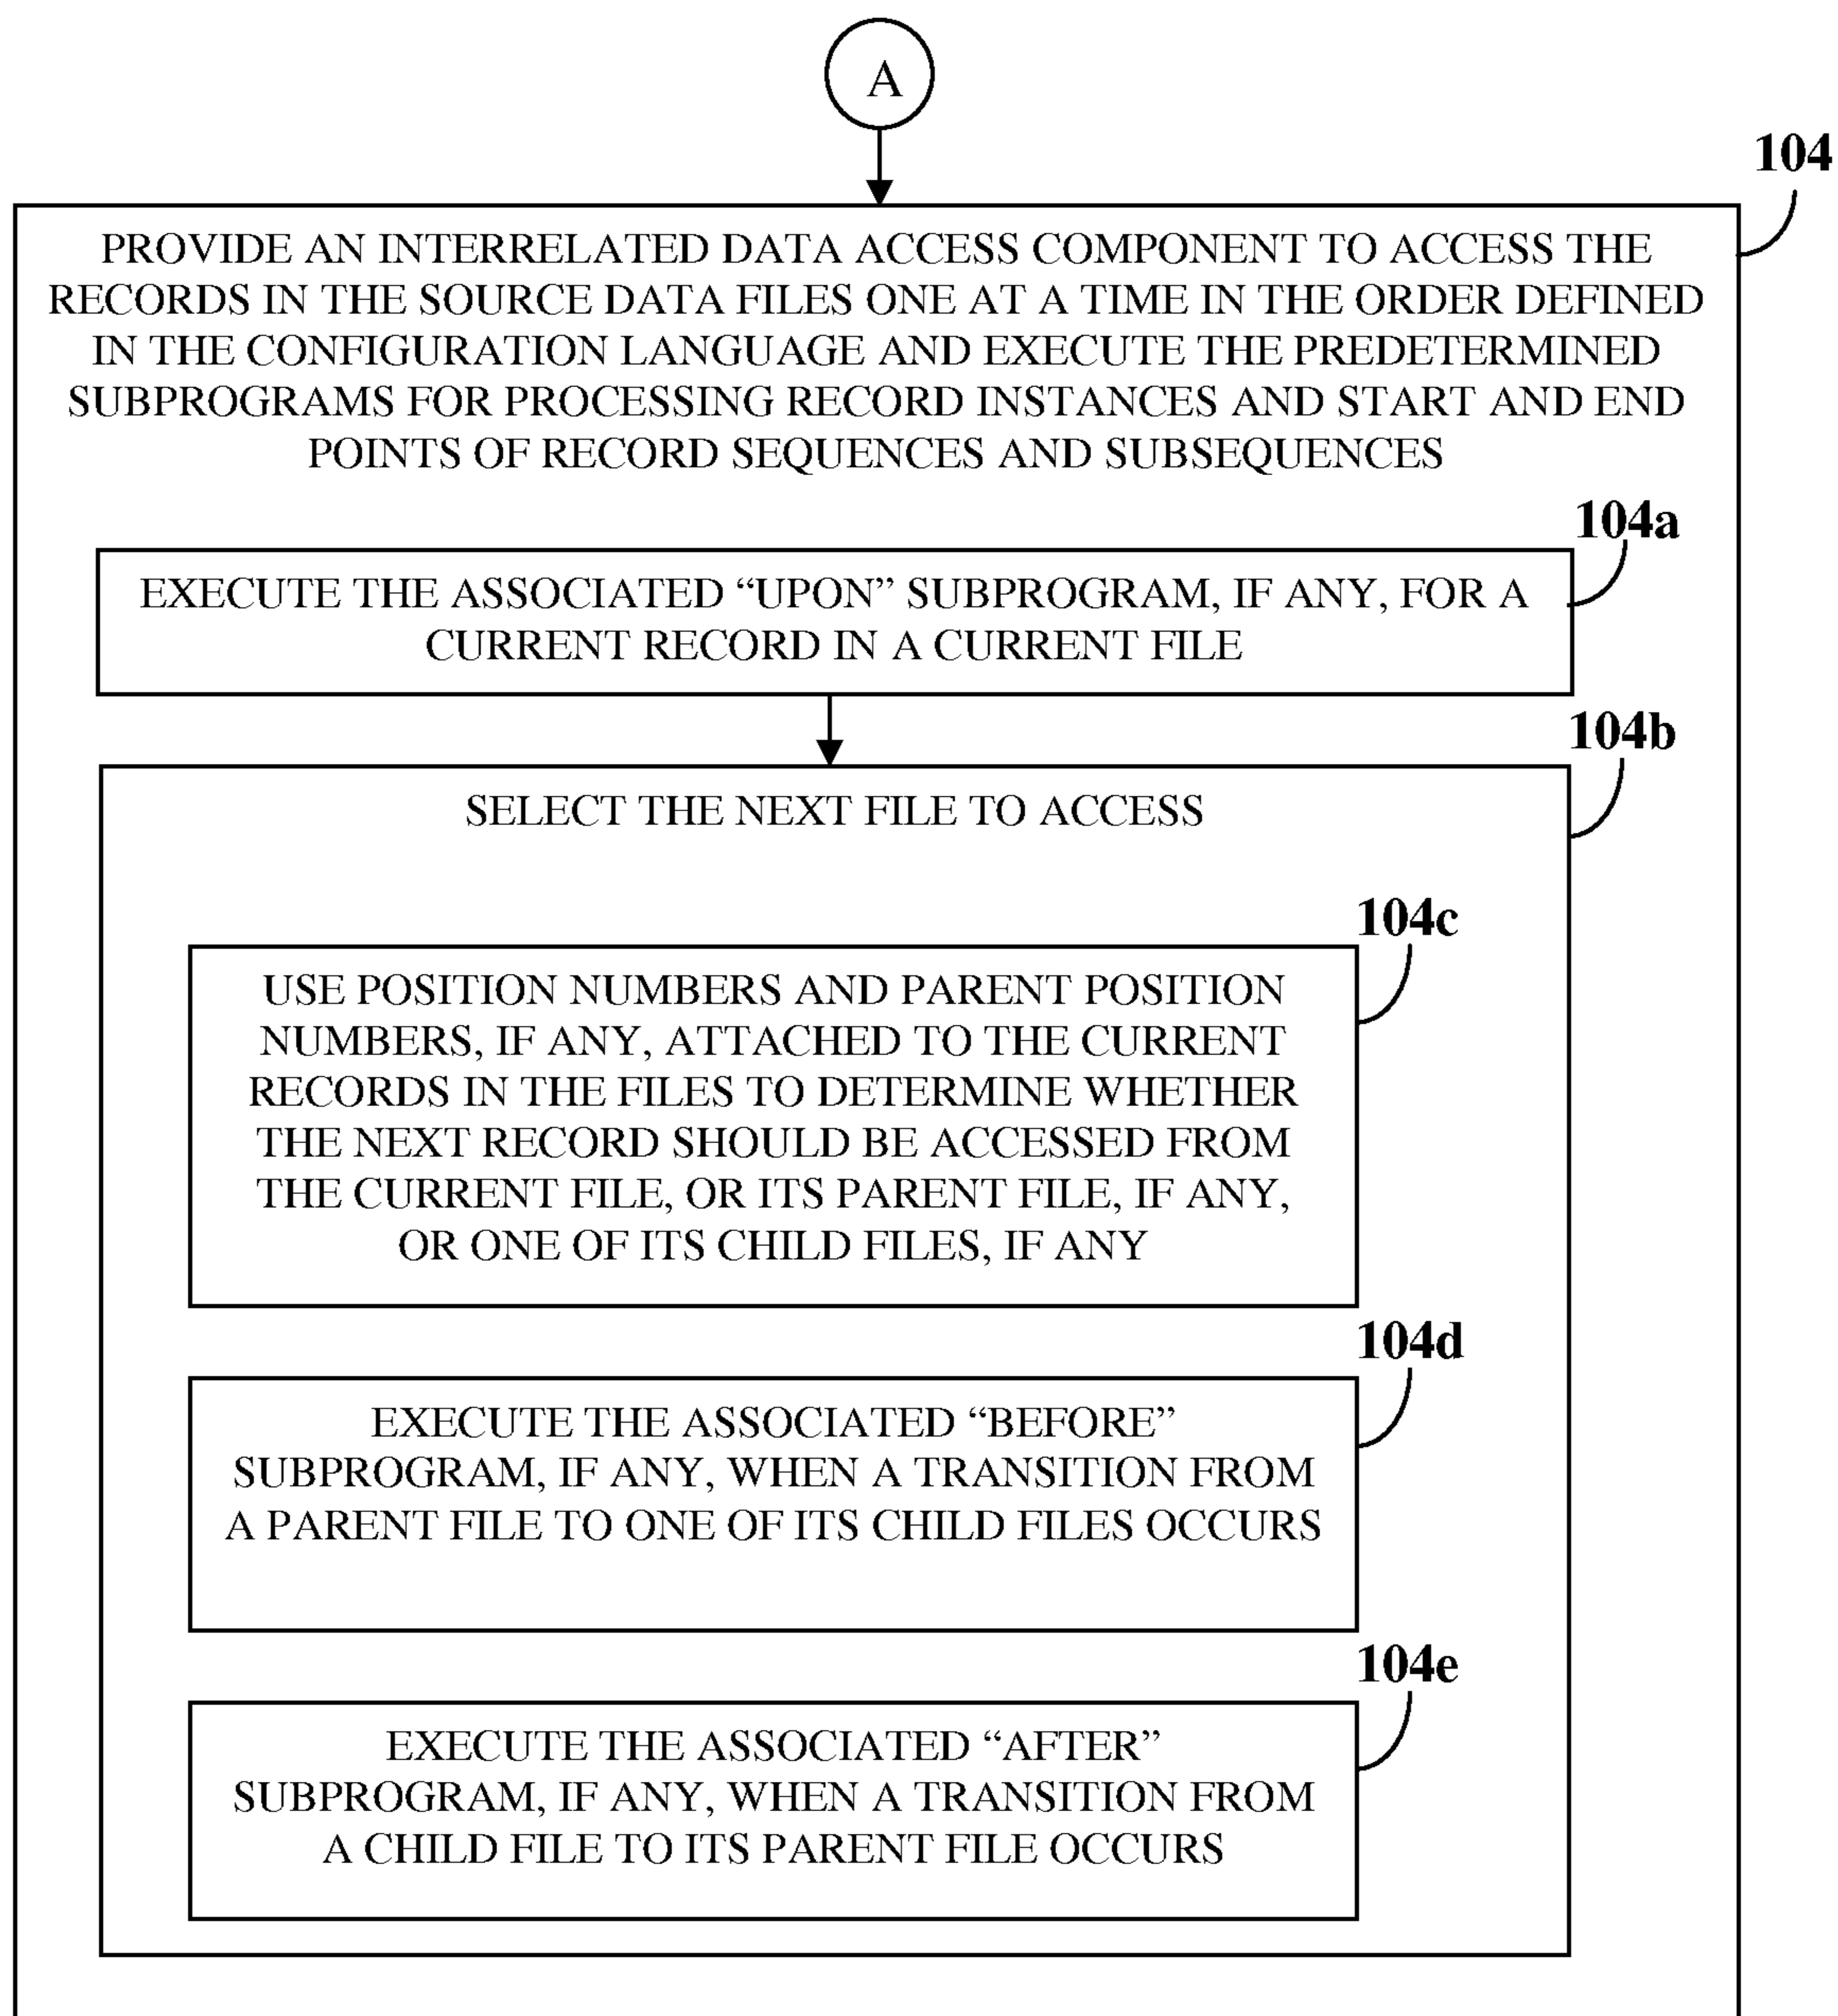 A
104
PROVIDE AN INTERRELATED DATA ACCESS COMPONENT TO ACCESS THE
RECORDS IN THE SOURCE DATA FILES ONE AT A TIME IN THE ORDER DEFINED
IN THE CONFIGURATION LANGUAGE AND EXECUTE THE PREDETERMINED
SUBPROGRAMS FOR PROCESSING RECORD INSTANCES AND START AND END
POINTS OF RECORD SEQUENCES AND SUBSEQUENCES
104a
EXECUTE THE ASSOCIATED “UPON” SUBPROGRAM, IF ANY, FOR A
CURRENT RECORD IN A CURRENT FILE
104b
SELECT THE NEXT FILE TO ACCESS
104c
USE POSITION NUMBERS AND PARENT POSITION
NUMBERS, IF ANY, ATTACHED TO THE CURRENT
RECORDS IN THE FILES TO DETERMINE WHETHER
THE NEXT RECORD SHOULD BE ACCESSED FROM
THE CURRENT FILE, OR ITS PARENT FILE, IF ANY,
OR ONE OF ITS CHILD FILES, IF ANY
104d
EXECUTE THE ASSOCIATED “BEFORE”
SUBPROGRAM, IF ANY, WHEN A TRANSITION FROM
A PARENT FILE TO ONE OF ITS CHILD FILES OCCURS
104e
EXECUTE THE ASSOCIATED “AFTER”
SUBPROGRAM, IF ANY, WHEN A TRANSITION FROM
A CHILD FILE TO ITS PARENT FILE OCCURS